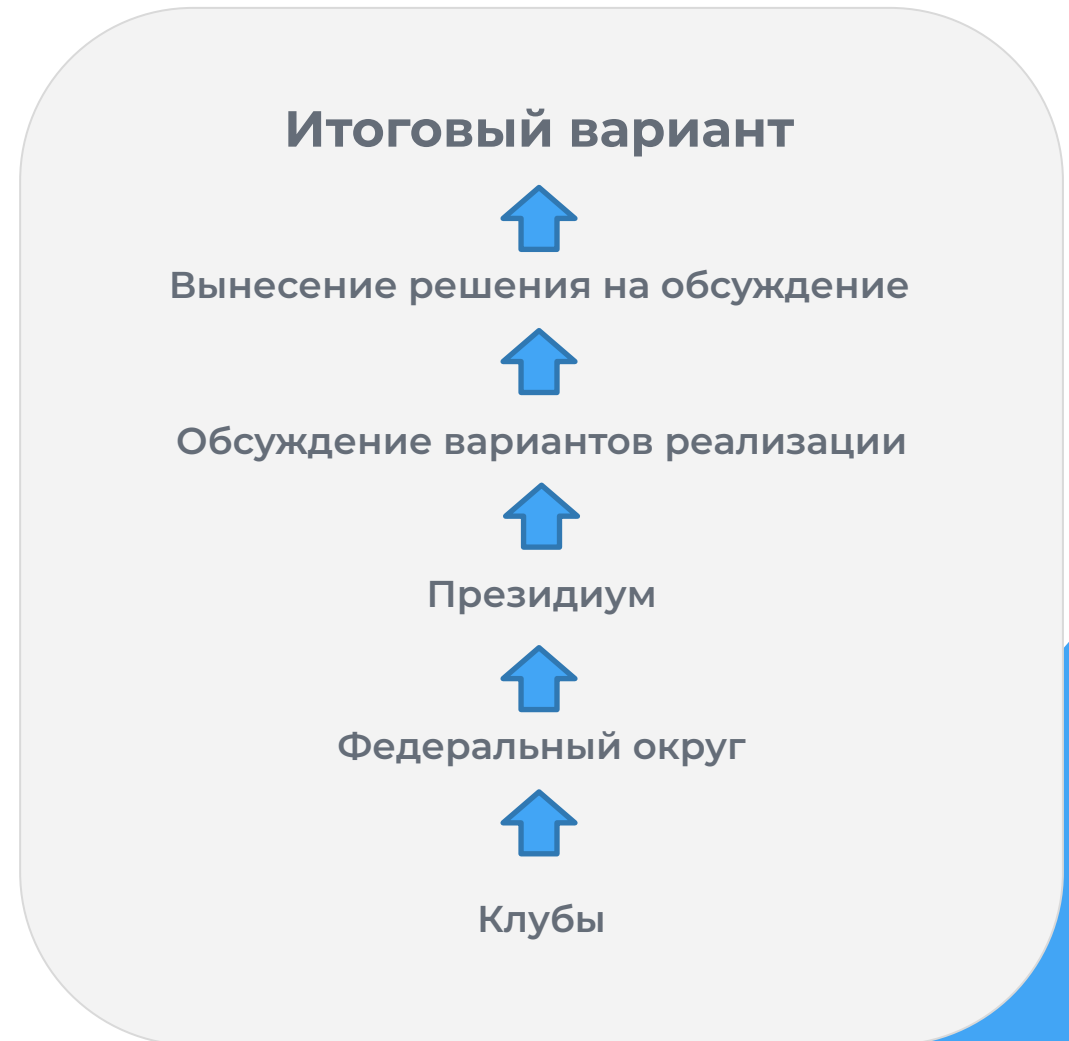 Итоговый вариант
Вынесение решения на обсуждение
Обсуждение вариантов реализации
Президиум
Федеральный округ
Клубы